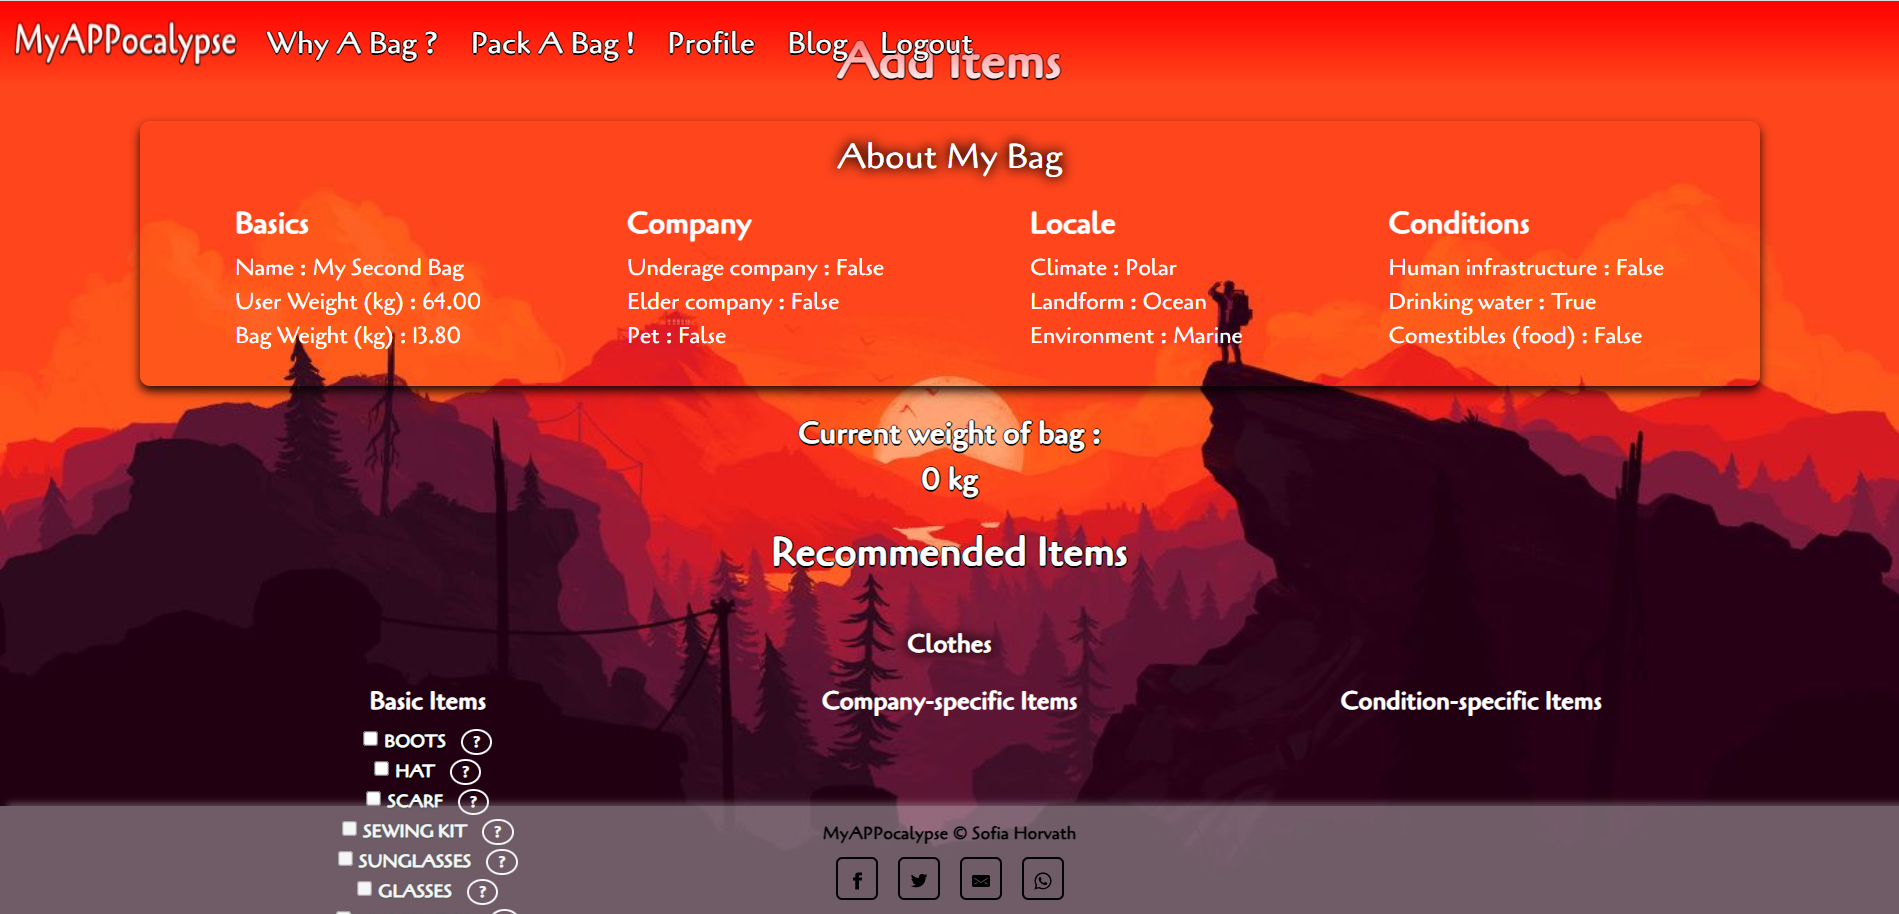 MyAPPocalypse Why A Bag ? Pack A Bag ! Profile Blog Logout
Add Items
About My Bag
Basics
Name : My Second Bag
User Weight (kg) : 64.00
Bag Weight (kg) : 13.80
Company
Underage company : False
Elder company : False
Pet : False
Locale
Climate : Polar
Landform : Ocean
Environment : Marine
Conditions
Human infrastructure : False
Drinking water : True
Comestibles (food) : False
Current weight of bag :
0 kg
Recommended Items
Clothes
Basic Items
BOOTS ?
HAT ?
SCARF ?
SEWING KIT ?
SUNGLASSES ?
GLASSES ?
Company-specific Items
Condition-specific Items
MyAPPocalypse © Sofia Horvath